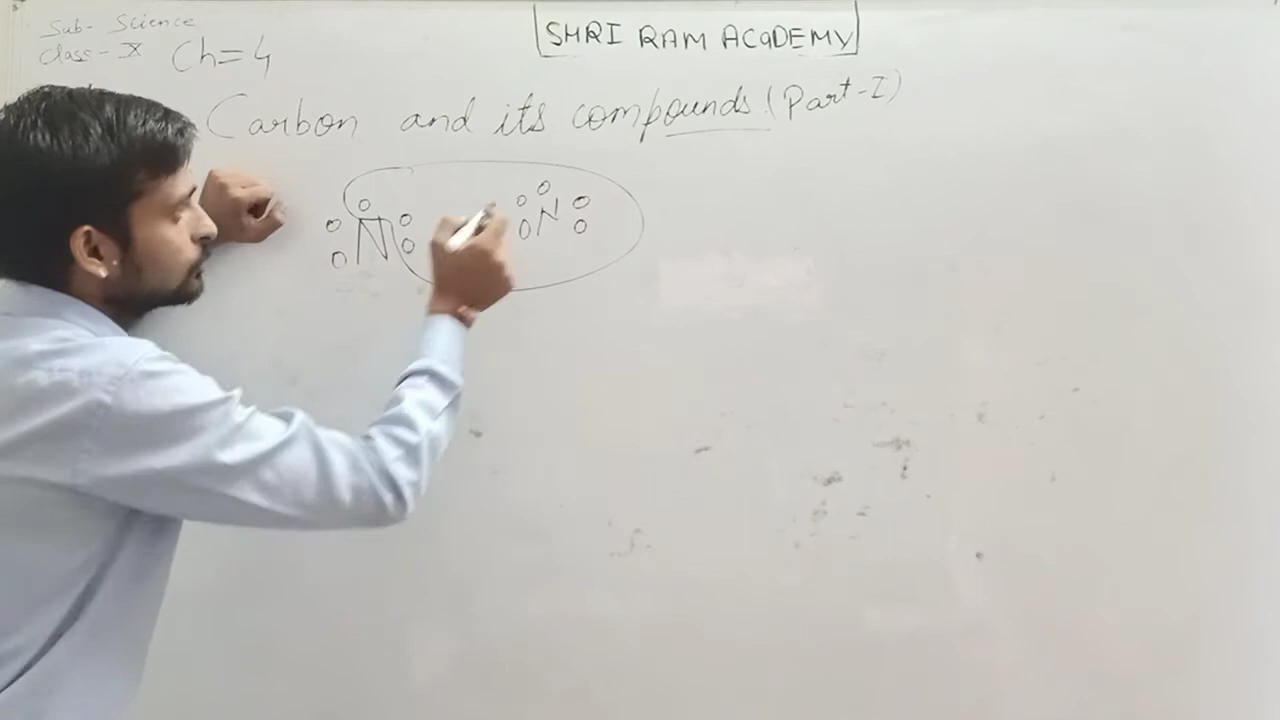 Sub- Science
SHRI RAM ACADEMY
Class- X Ch=4
Carbon and its compounds (Part-I)
N N